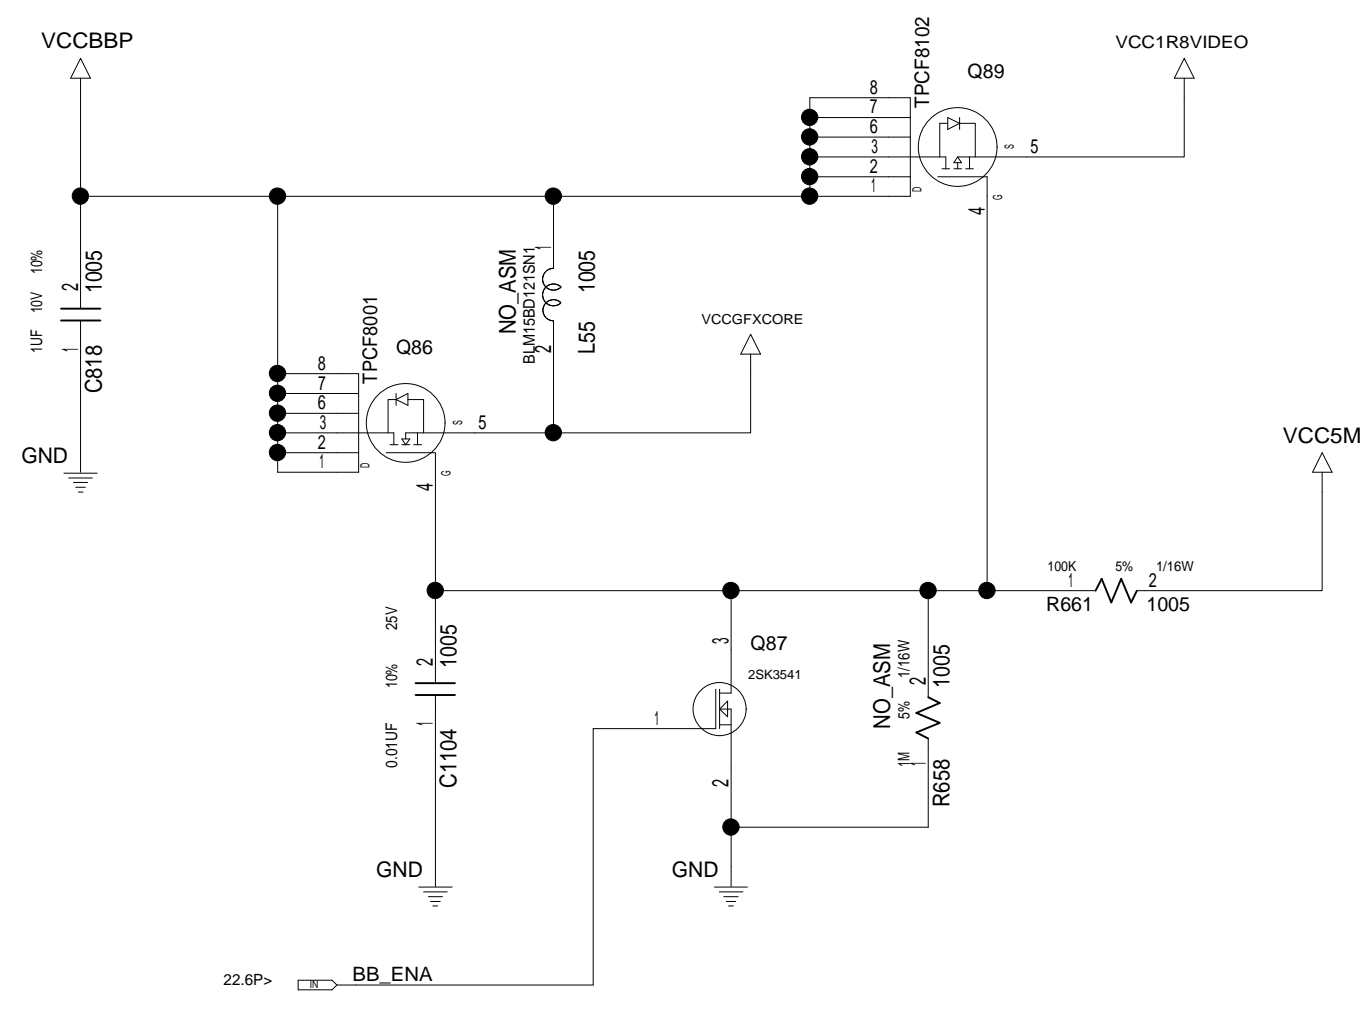 VCCBBP
TPCF8102
Q89
VCC1R8VIDEO
8
7
6
3
2
1
D
S
5
G
4
1UF 10V 10%
2
1
1005
C818
GND
NO_ASM
BLM15BD121SN1
1
2
1005
L55
TPCF8001
Q86
8
7
6
3
2
1
D
S
5
G
4
VCCGFXCORE
VCC5M
100K
5%
1/16W
1
2
R661
1005
0.01UF
10%
25V
2
1
1005
C1104
GND
3
Q87
2SK3541
1
2
GND
NO_ASM
1M
5%
1/16W
2
1
1005
R658
22.6P>
IN
BB_ENA